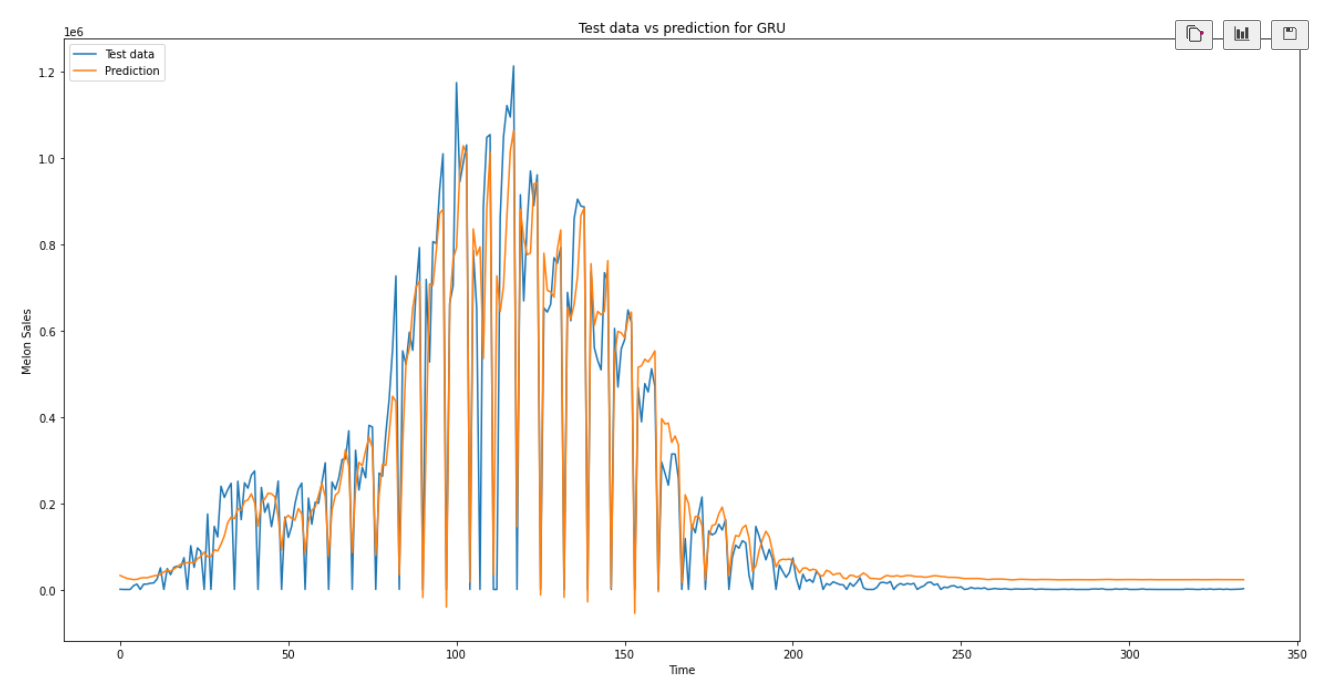 Test data vs prediction for GRU
1e6
Test data
Prediction
1.2
1.0
0.8
0.6
0.4
0.2
0.0
Melon Sales
0 50 100 150 200 250 300 350
Time